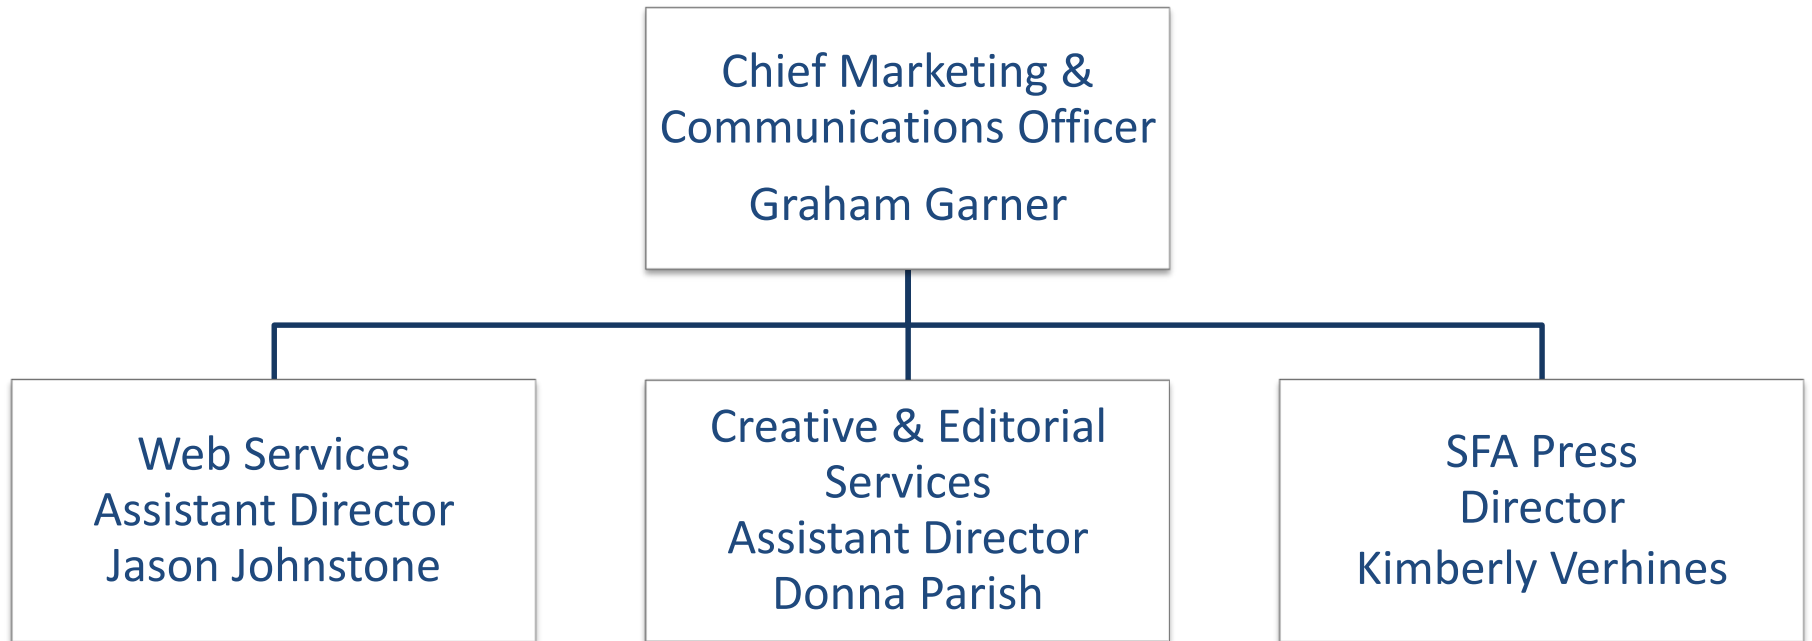 Chief Marketing &
Communications Officer
Graham Garner
Web Services
Assistant Director
Jason Johnstone
Creative & Editorial
Services
Assistant Director
Donna Parish
SFA Press
Director
Kimberly Verhines